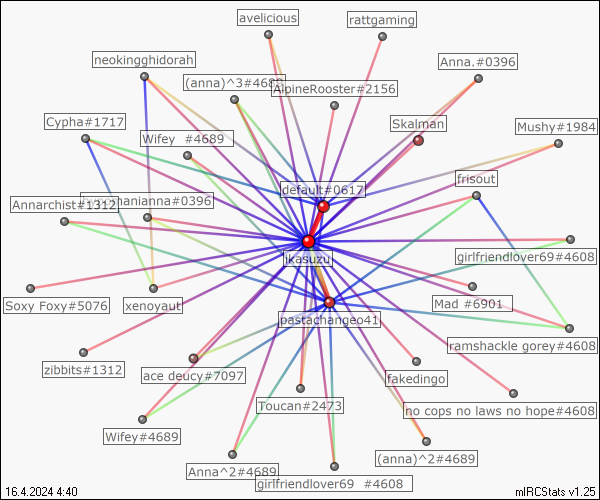 avelicious
rattgaming
neokingghidorah
(anna)^3#4689
AlpineRooster#2156
Anna.#0396
Cypha#1717
Wifey #4689
Skalman
Mushy#1984
default#0617
frisout
Annarchist#1312
hanianna#0396
likasuzu
girlfriendlover69#4608
Soxy Foxy#5076
xenoyaut
Mad #6901
pastachangeo41
ramshackle gorey#4608
zibbits#1312
ace deucy#7097
fakedingo
Toucan#2473
no cops no laws no hope#4608
Wifey#4689
Anna^2#4689
(anna)^2#4689
girlfriendlover69 #4608
16.4.2024 4:40
mIRCStats v1.25